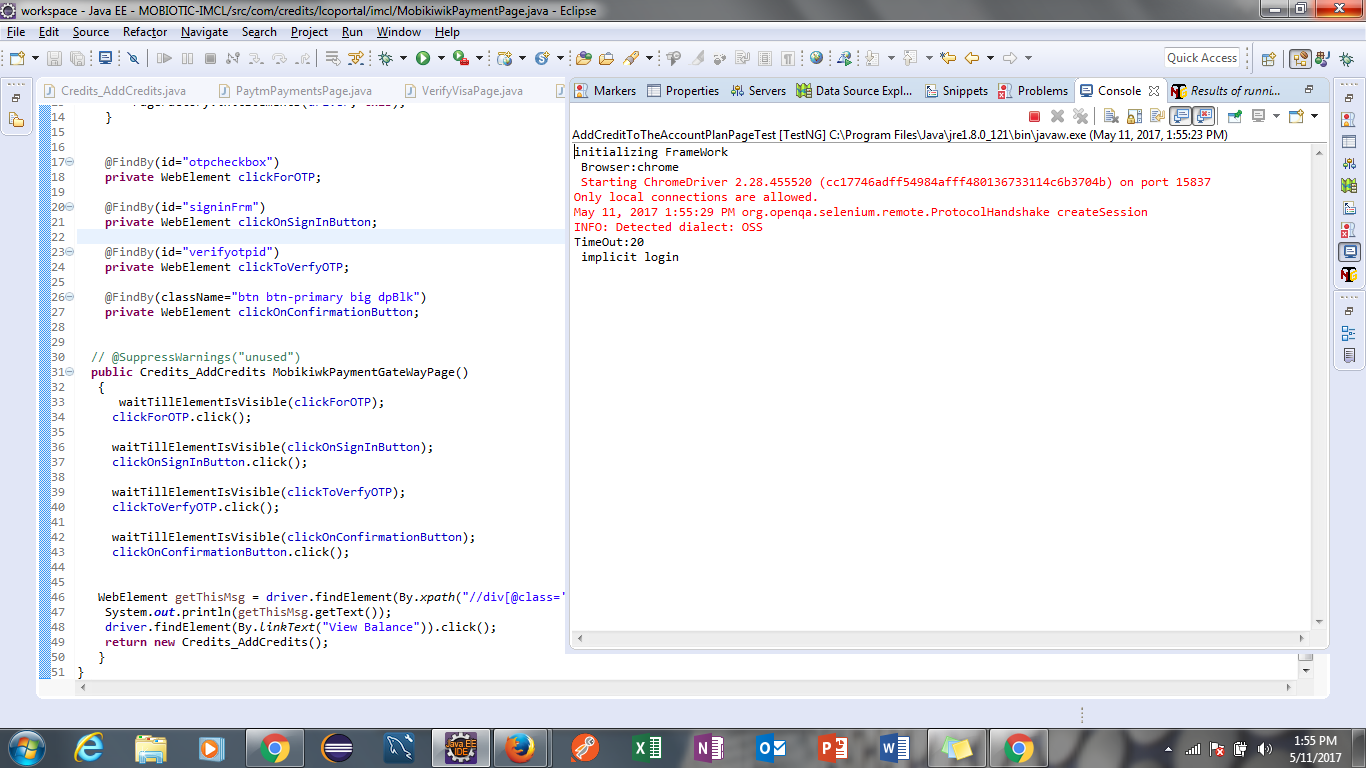 workspace - Java EE - MOBIOTIC-IMCL/src/com/credits/lcoportal/imcl/MobikiwikPaymentPage.java - Eclipse
File Edit Source Refactor Navigate Search Project Run Window Help
Quick Access
Credits_AddCredits.java PaytmPaymentsPage.java VerifyVisaPage.java
14 }
15
16
17 @FindBy(id="otpcheckbox")
18 private WebElement clickForOTP;
19
20 @FindBy(id="signinFrm")
21 private WebElement clickOnSignInButton;
22
23 @FindBy(id="verifyotpid")
24 private WebElement clickToVerfyOTP;
25
26 @FindBy(className="btn btn-primary big dpBlk")
27 private WebElement clickOnConfirmationButton;
28
29
30 // @SuppressWarnings("unused")
31 public Credits_AddCredits MobikiwkPaymentGateWayPage()
32 {
33 waitTillElementIsVisible(clickForOTP);
34 clickForOTP.click();
35
36 waitTillElementIsVisible(clickOnSignInButton);
37 clickOnSignInButton.click();
38
39 waitTillElementIsVisible(clickToVerfyOTP);
40 clickToVerfyOTP.click();
41
42 waitTillElementIsVisible(clickOnConfirmationButton);
43 clickOnConfirmationButton.click();
44
45
46 WebElement getThisMsg = driver.findElement(By.xpath("//div[@class='
47 System.out.println(getThisMsg.getText());
48 driver.findElement(By.linkText("View Balance")).click();
49 return new Credits_AddCredits();
50 }
51 }
Markers Properties Servers Data Source Expl... Snippets Problems Console Results of runni...
AddCreditToTheAccountPlanPageTest [TestNG] C:\Program Files\Java\jre1.8.0_121\bin\javaw.exe (May 11, 2017, 1:55:23 PM)
initializing FrameWork
Browser:chrome
Starting ChromeDriver 2.28.455520 (cc17746adff54984afff480136733114c6b3704b) on port 15837
Only local connections are allowed.
May 11, 2017 1:55:29 PM org.openqa.selenium.remote.ProtocolHandshake createSession
INFO: Detected dialect: OSS
TimeOut:20
implicit login
Java EE
IDE
1:55 PM
5/11/2017